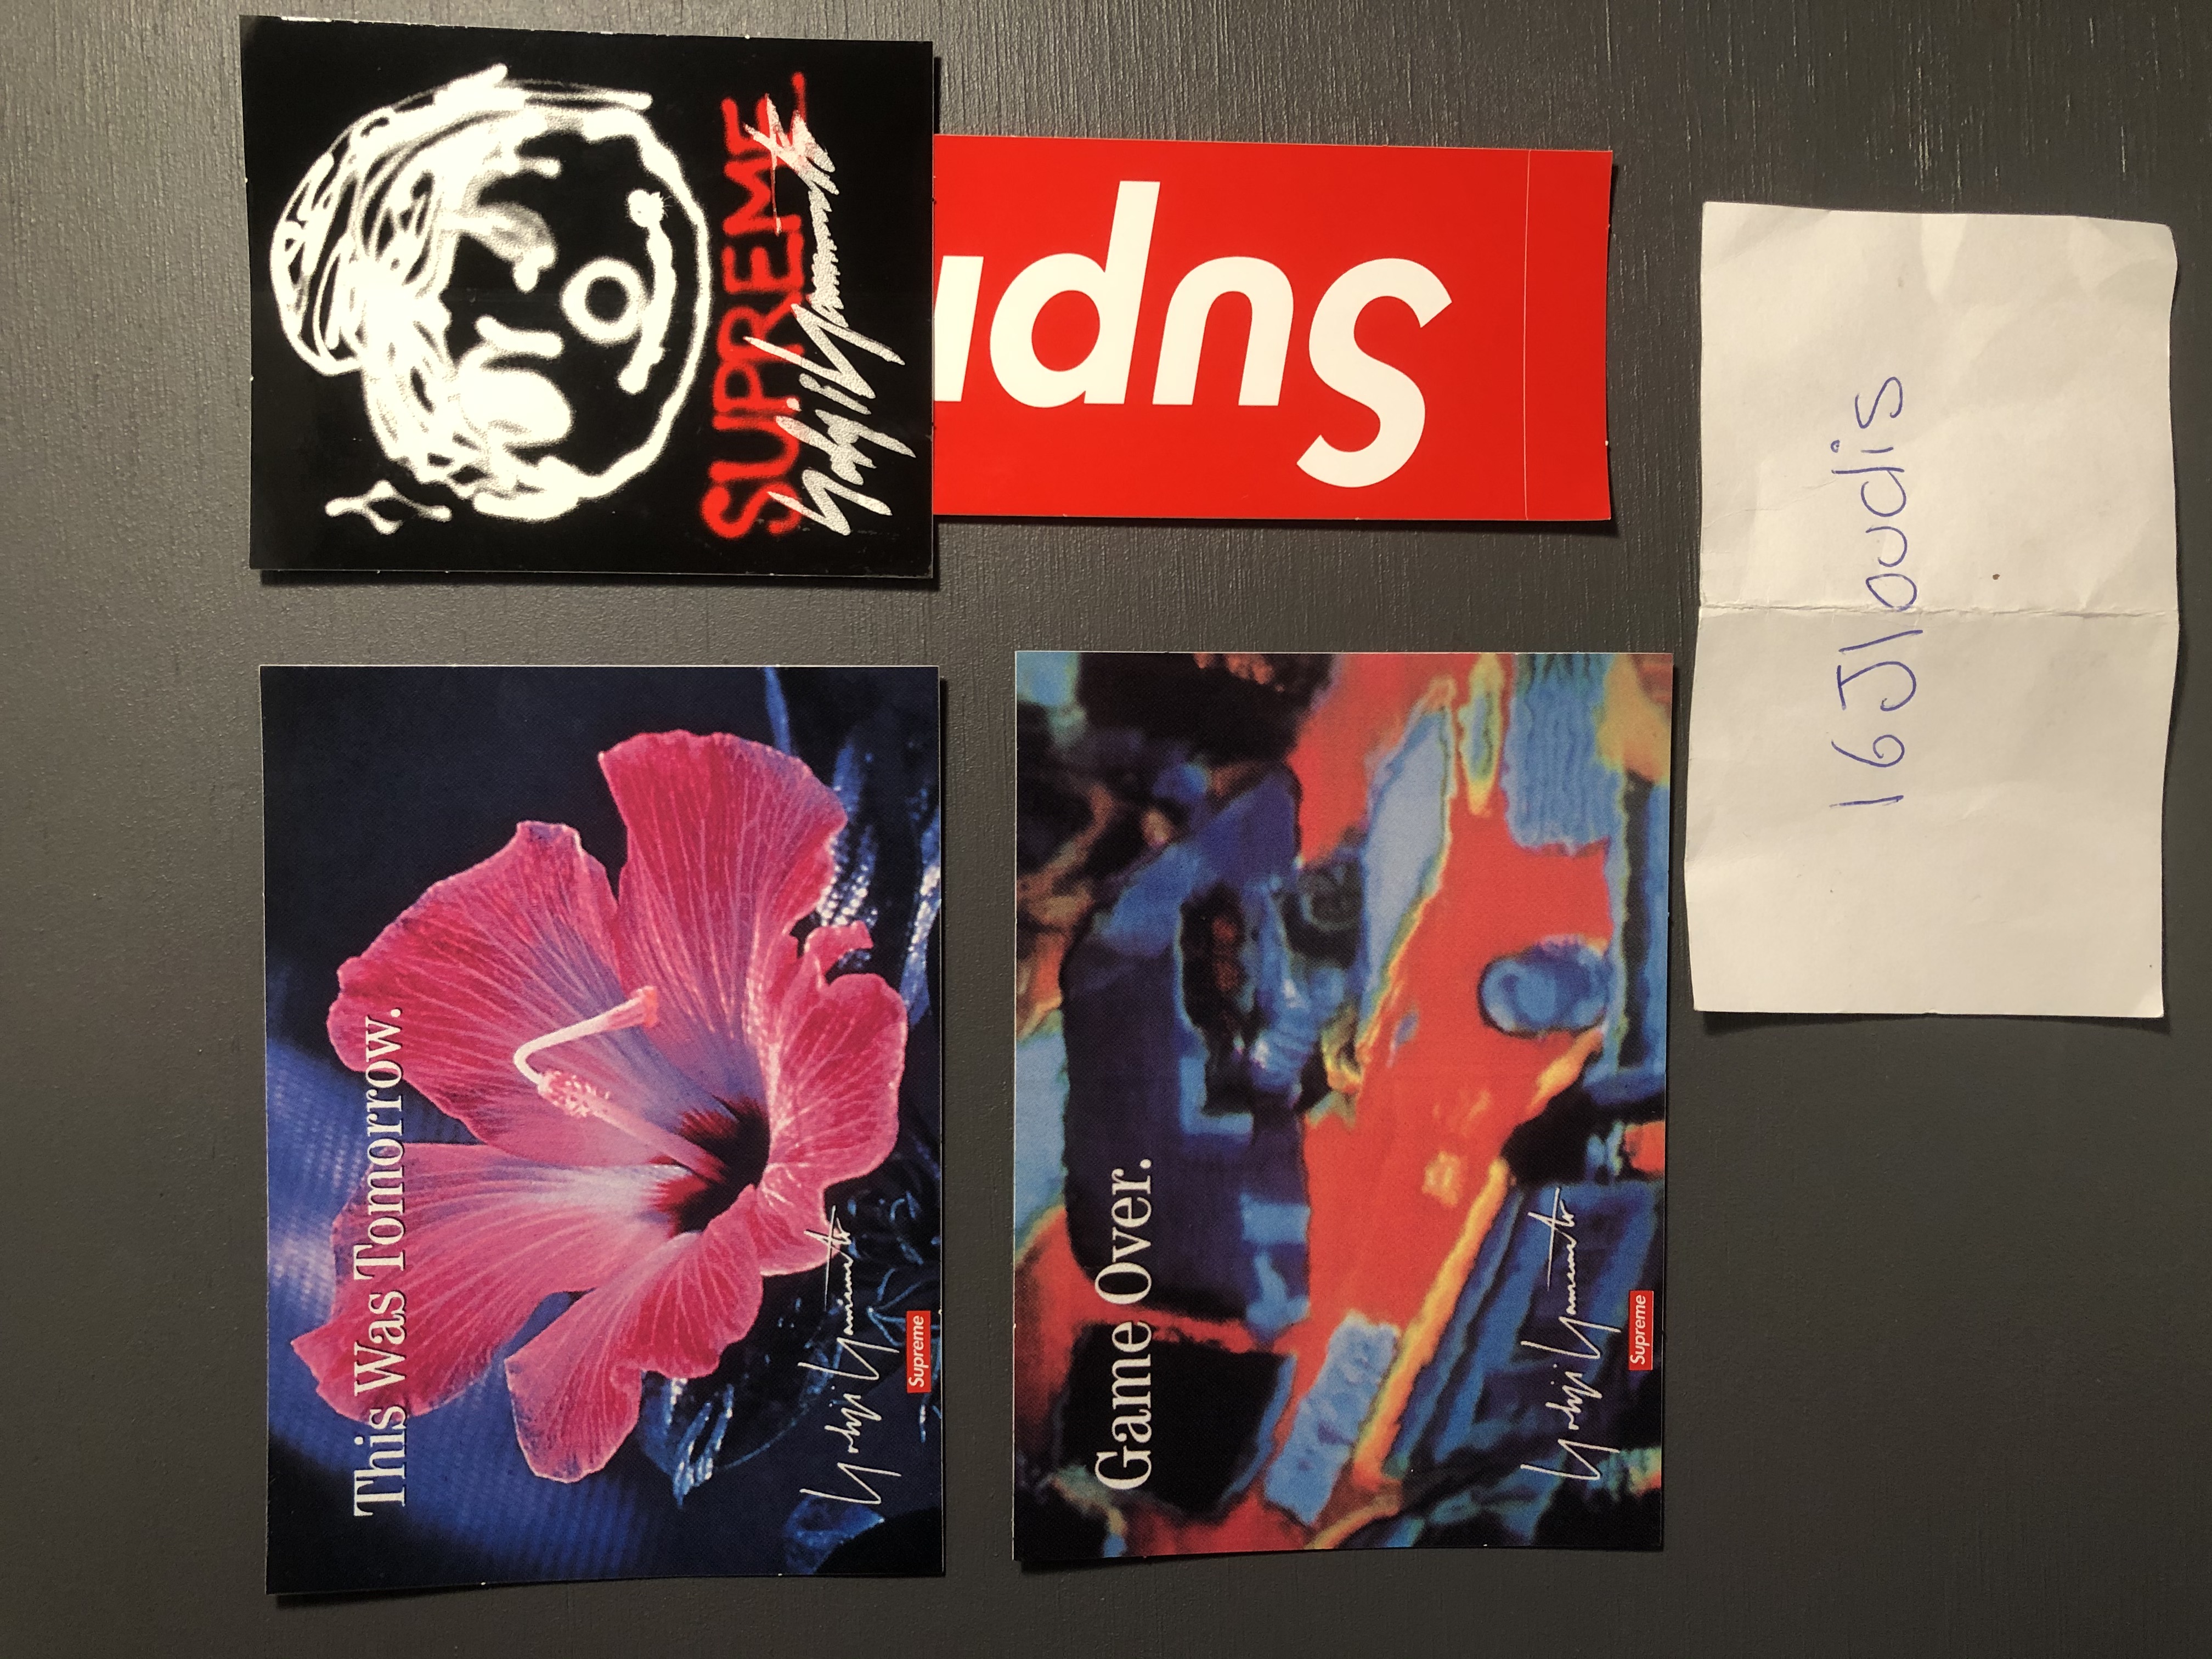 This Was Tomorrow.
Yohji Yamamoto
Supreme
SUPREME
Yohji Yamamoto
Game Over.
Yohji Yamamoto
Supreme
Sup
16Jloudis